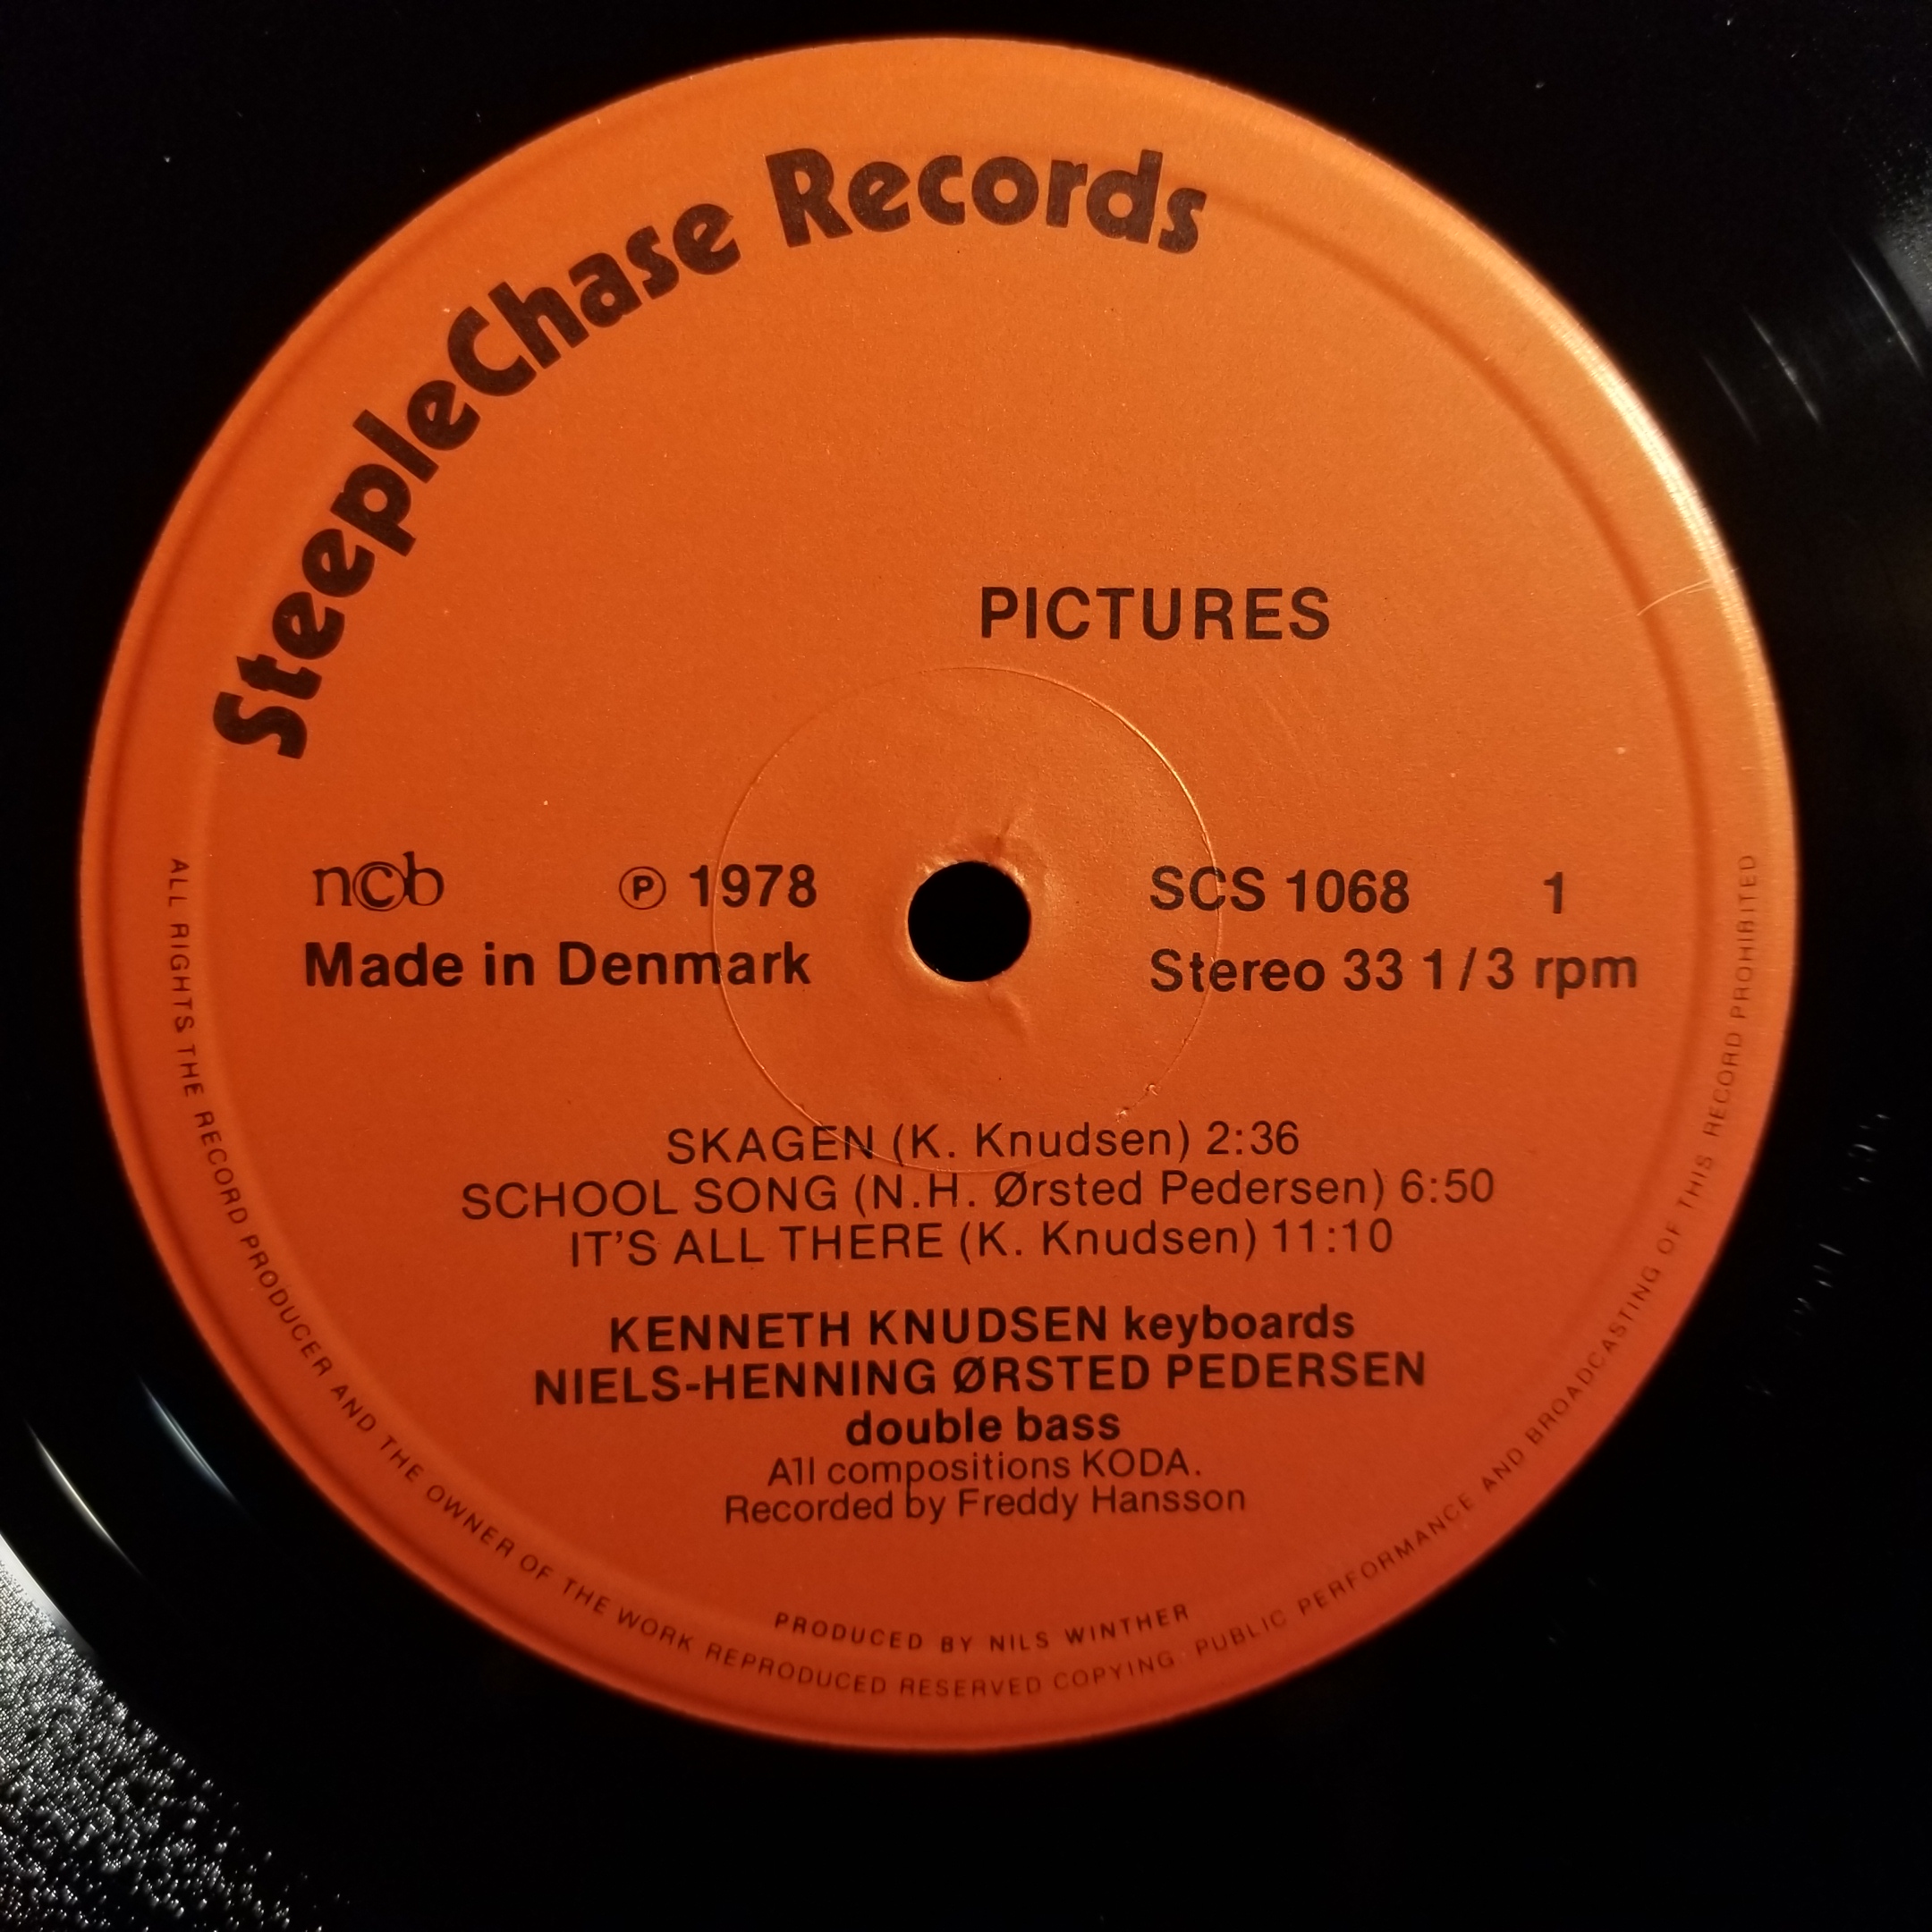 SteepleChase Records
PICTURES
n©b ℗ 1978 SCS 1068 1
Made in Denmark Stereo 33 1/3 rpm
SKAGEN (K. Knudsen) 2:36
SCHOOL SONG (N.H. Ørsted Pedersen) 6:50
IT'S ALL THERE (K. Knudsen) 11:10
KENNETH KNUDSEN keyboards
NIELS-HENNING ØRSTED PEDERSEN
double bass
All compositions KODA.
Recorded by Freddy Hansson
PRODUCED BY NILS WINTHER
ALL RIGHTS THE RECORD PRODUCER AND THE OWNER OF THE WORK REPRODUCED RESERVED COPYING · PUBLIC PERFORMANCE AND BROADCASTING OF THIS RECORD PROHIBITED